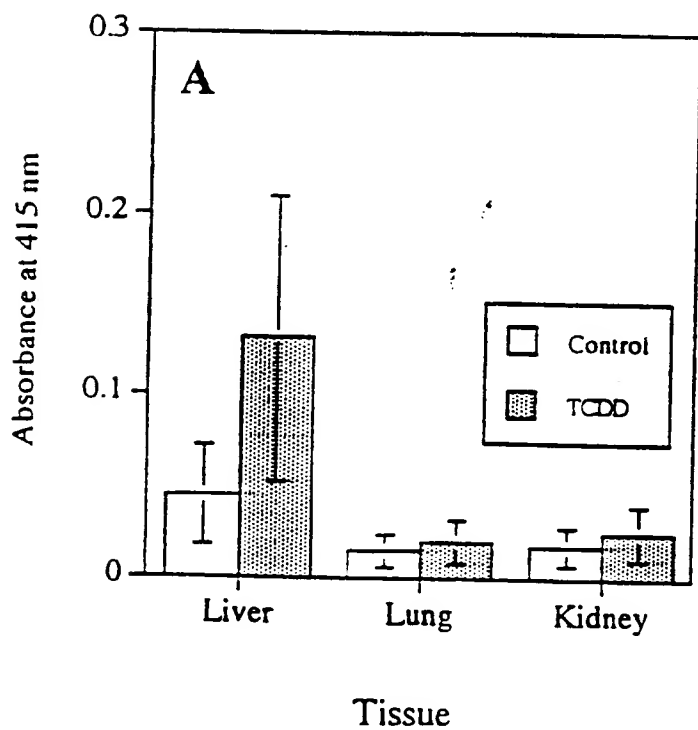 0.3
A
0.2
Absorbance at 415 nm
Control
0.1
TCDD
0
Liver Lung Kidney
Tissue